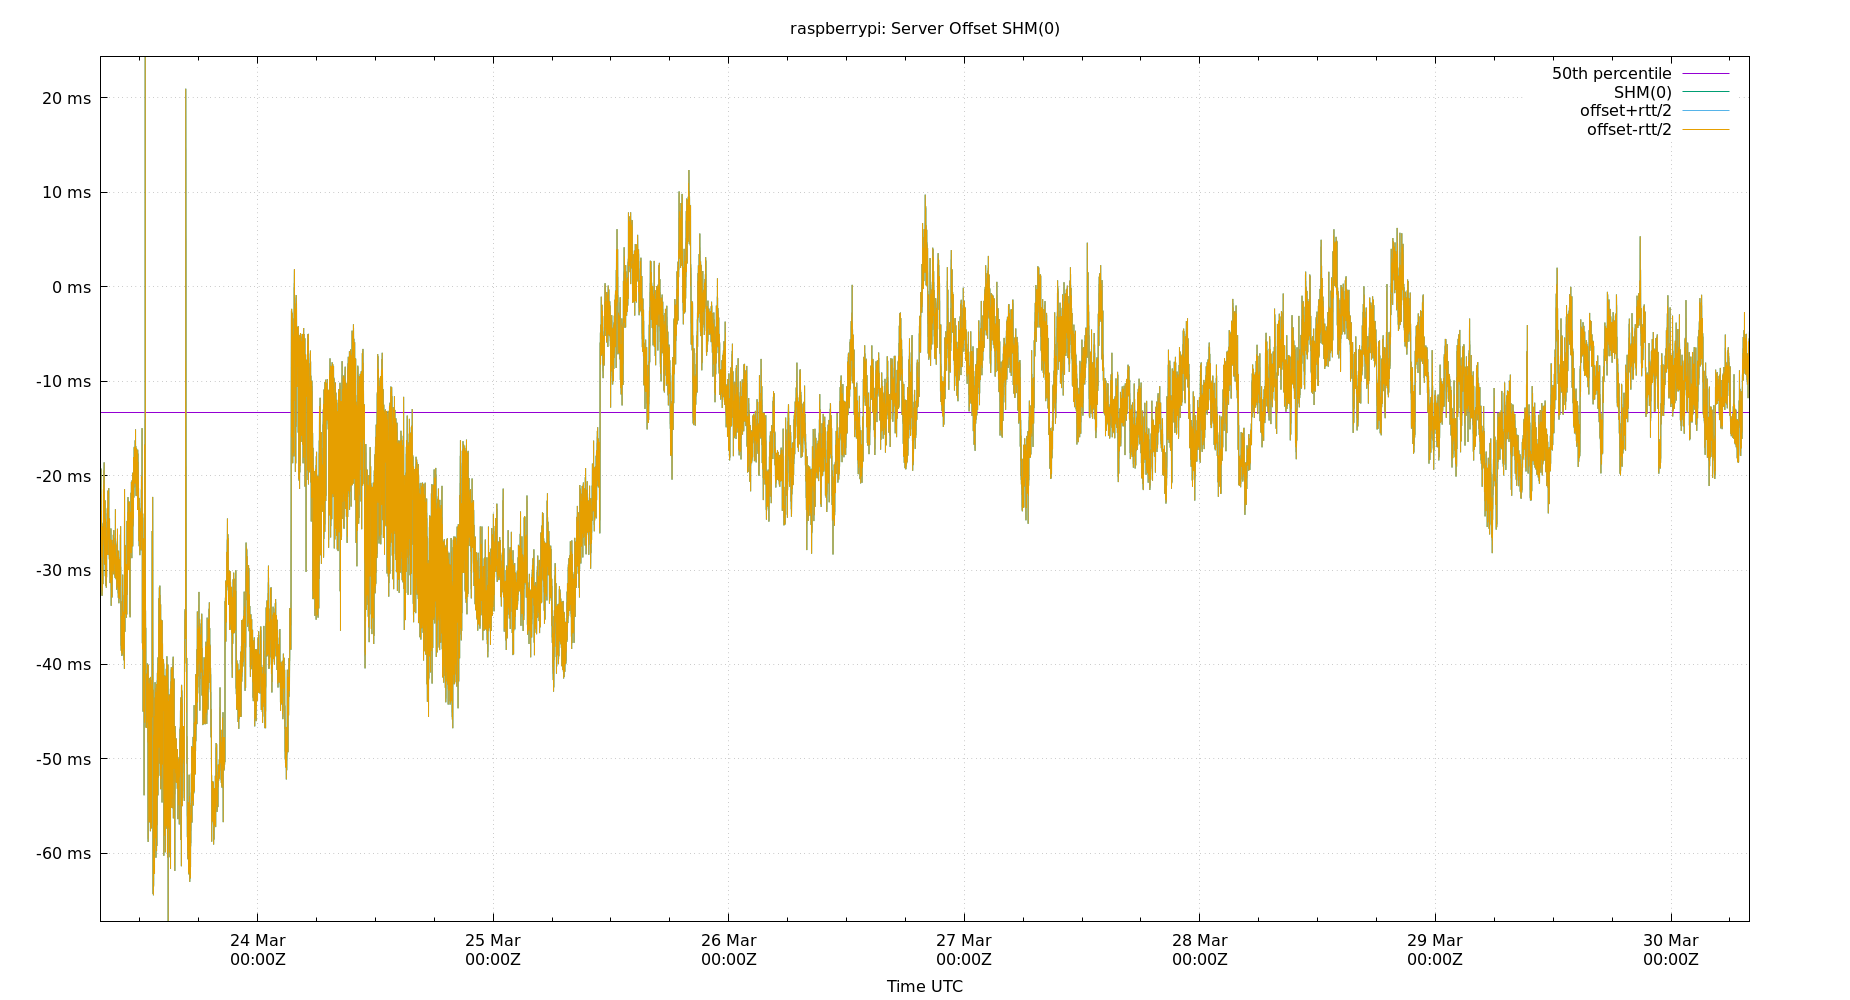 raspberrypi: Server Offset SHM(0)
50th percentile
SHM(0)
offset+rtt/2
offset-rtt/2
20 ms
10 ms
0 ms
-10 ms
-20 ms
-30 ms
-40 ms
-50 ms
-60 ms
24 Mar 25 Mar 26 Mar 27 Mar 28 Mar 29 Mar 30 Mar
00:00Z 00:00Z 00:00Z 00:00Z 00:00Z 00:00Z 00:00Z
Time UTC